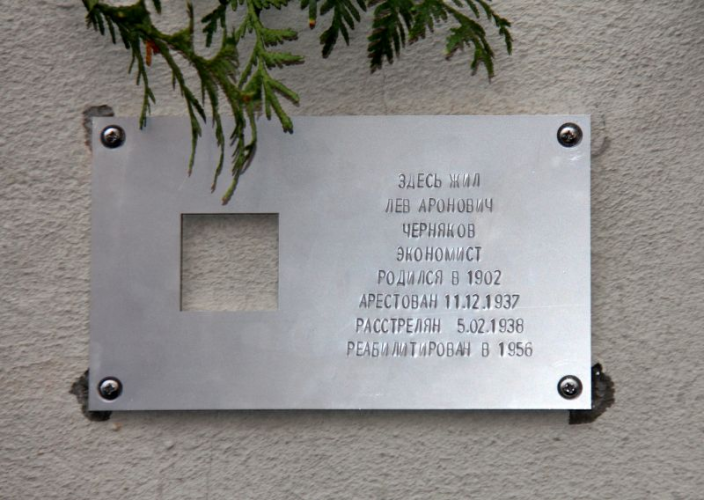 ЗДЕСЬ ЖИЛ
ЛЕВ АРОНОВИЧ
ЧЕРНЯКОВ
ЭКОНОМИСТ
РОДИЛСЯ В 1902
АРЕСТОВАН 11.12.1937
РАССТРЕЛЯН 5.02.1938
РЕАБИЛИТИРОВАН В 1956